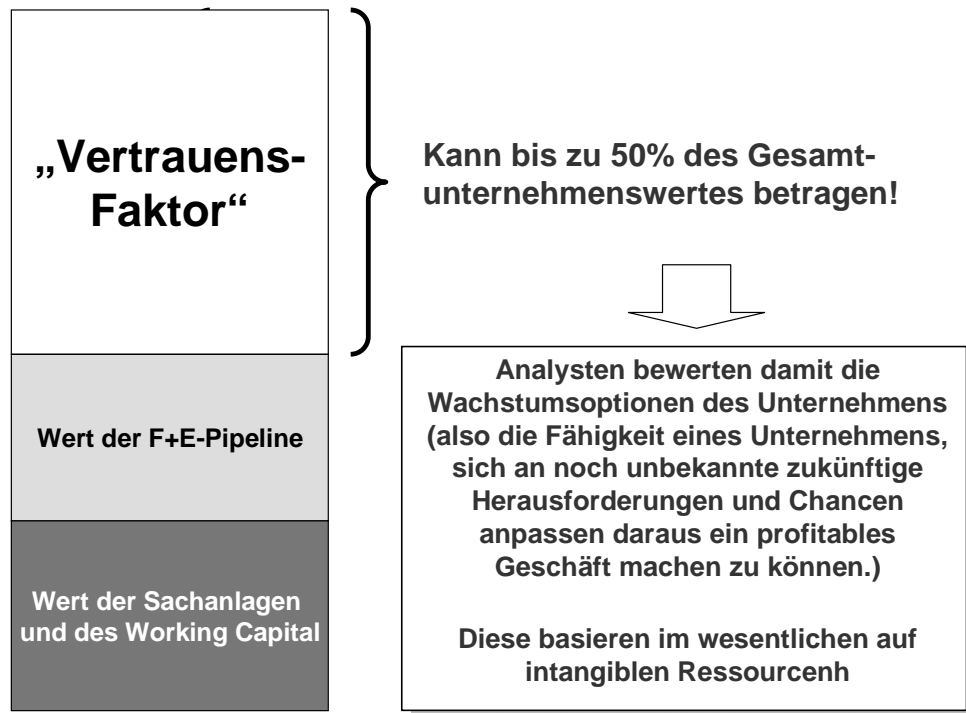 „Vertrauens-
Faktor“
Kann bis zu 50% des Gesamt-
unternehmenswertes betragen!
Wert der F+E-Pipeline
Wert der Sachanlagen
und des Working Capital
Analysten bewerten damit die
Wachstumsoptionen des Unternehmens
(also die Fähigkeit eines Unternehmens,
sich an noch unbekannte zukünftige
Herausforderungen und Chancen
anpassen daraus ein profitables
Geschäft machen zu können.)
Diese basieren im wesentlichen auf
intangiblen Ressourcenh